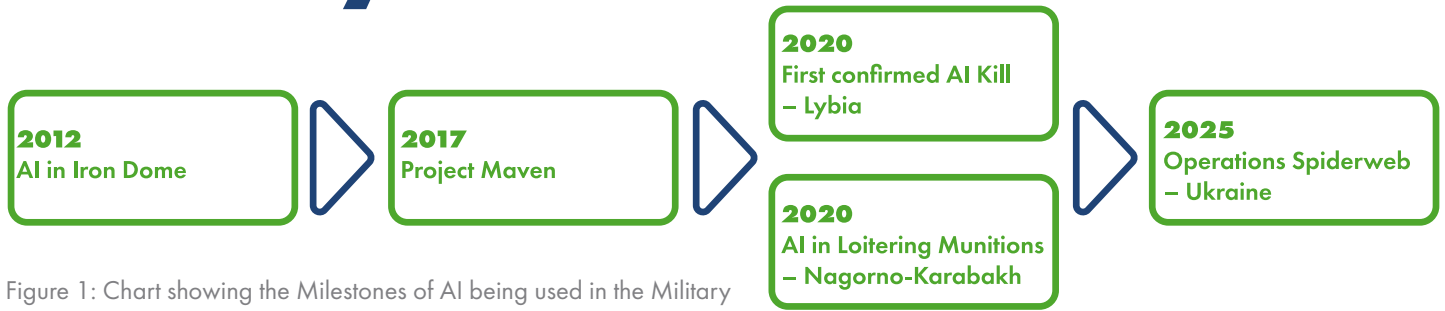 2012
AI in Iron Dome
2017
Project Maven
2020
First confirmed AI Kill
– Lybia
2020
AI in Loitering Munitions
– Nagorno-Karabakh
2025
Operations Spiderweb
– Ukraine
Figure 1: Chart showing the Milestones of AI being used in the Military